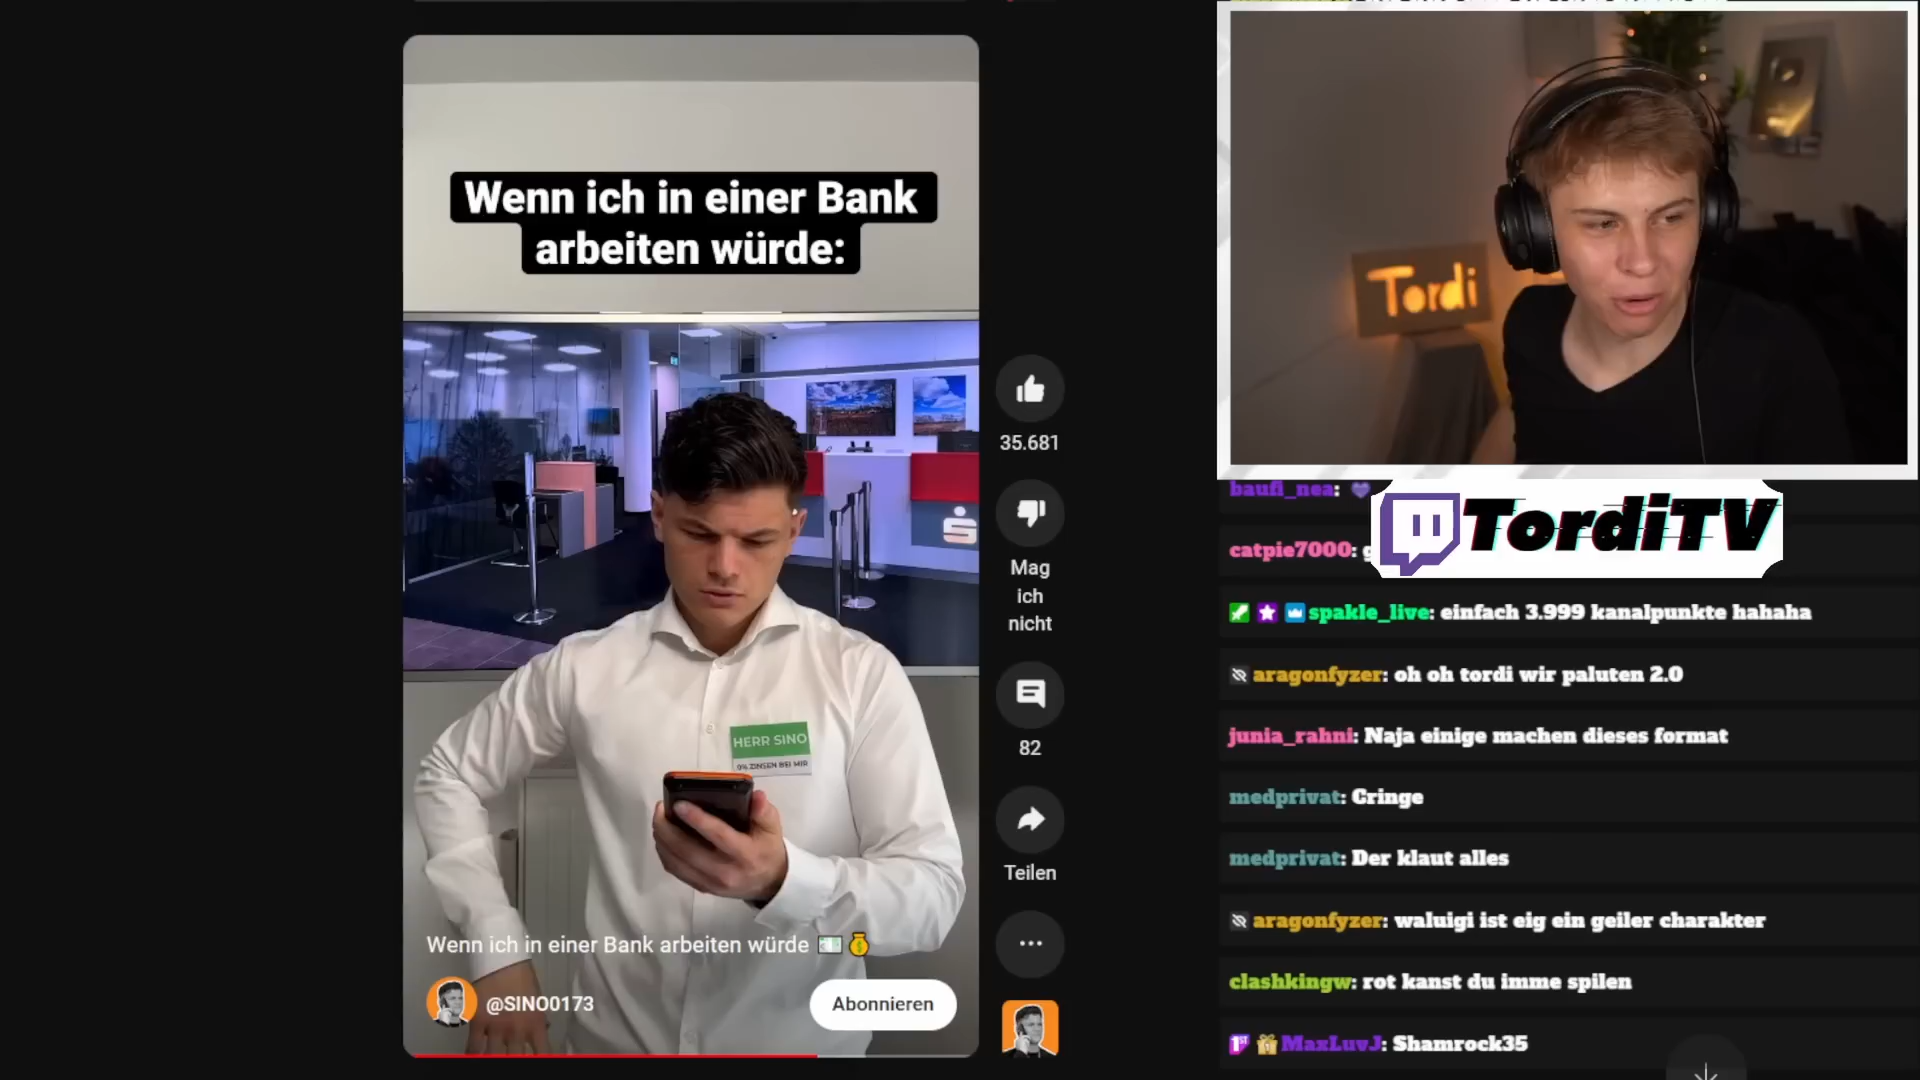 Wenn ich in einer Bank
arbeiten würde:
HERR SINO
0% ZINSEN BEI MIR
Wenn ich in einer Bank arbeiten würde
@SINO0173
Abonnieren
35.681
Mag
ich
nicht
82
Teilen
Tordi
baufi_nea:
TordiTV
catpie7000: g
spakle_live: einfach 3.999 kanalpunkte hahaha
aragonfyzer: oh oh tordi wir paluten 2.0
junia_rahni: Naja einige machen dieses format
medprivat: Cringe
medprivat: Der klaut alles
aragonfyzer: waluigi ist eig ein geiler charakter
clashkingw: rot kanst du imme spilen
MaxLuvJ: Shamrock35